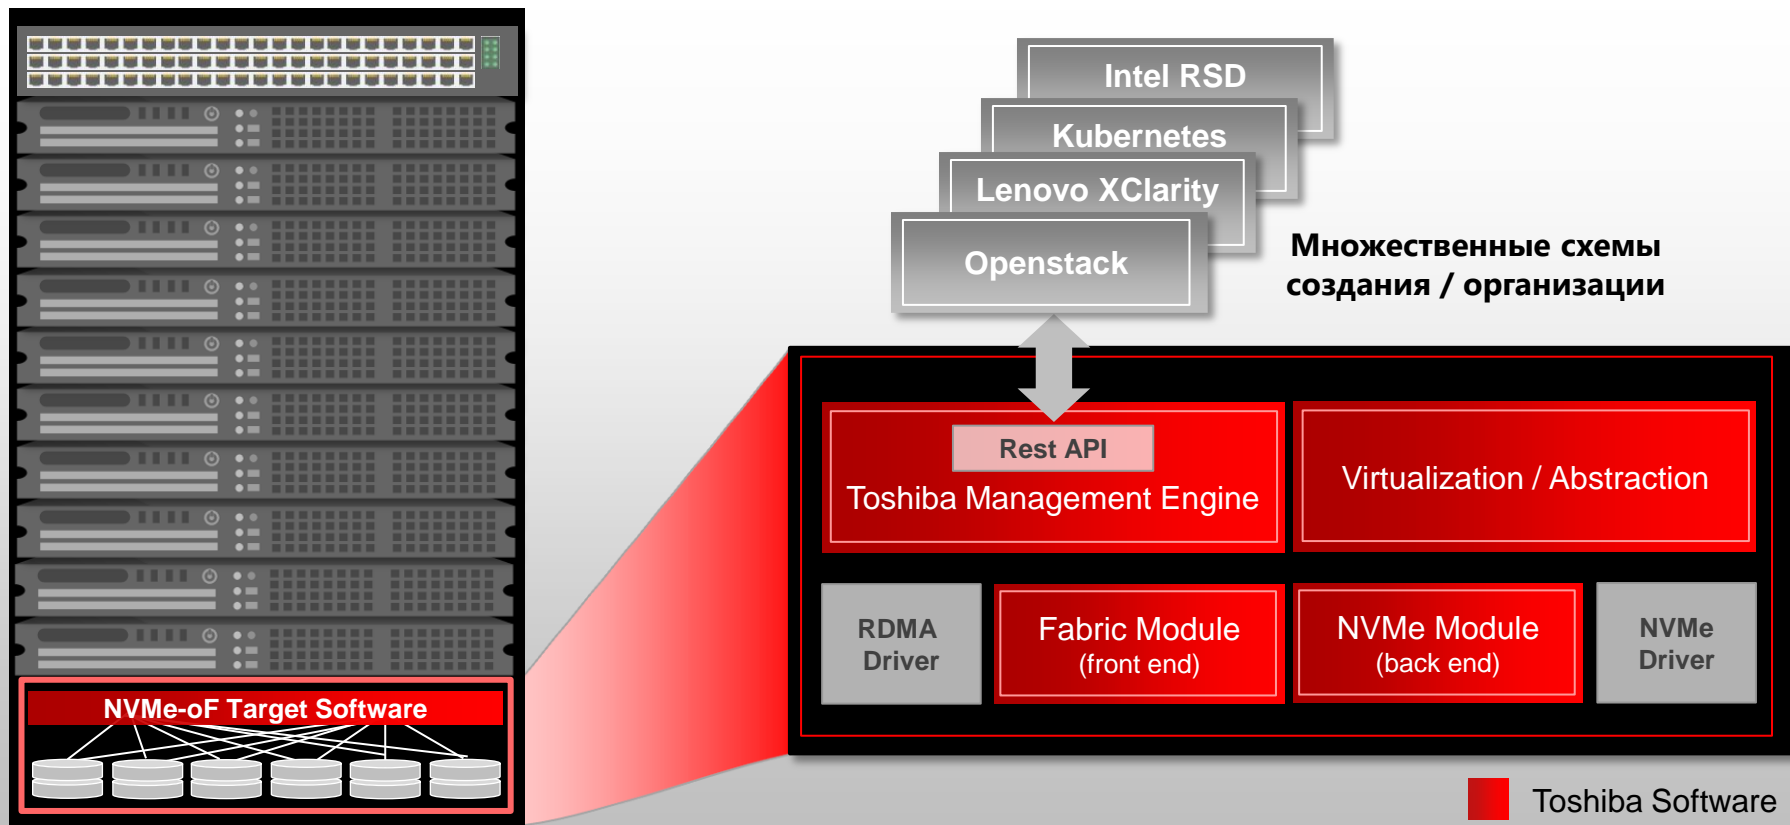 Intel RSD
Kubernetes
Lenovo XClarity
Openstack
Множественные схемы
создания / организации
Rest API
Toshiba Management Engine
Virtualization / Abstraction
RDMA
Driver
Fabric Module
(front end)
NVMe Module
(back end)
NVMe
Driver
NVMe-oF Target Software
Toshiba Software